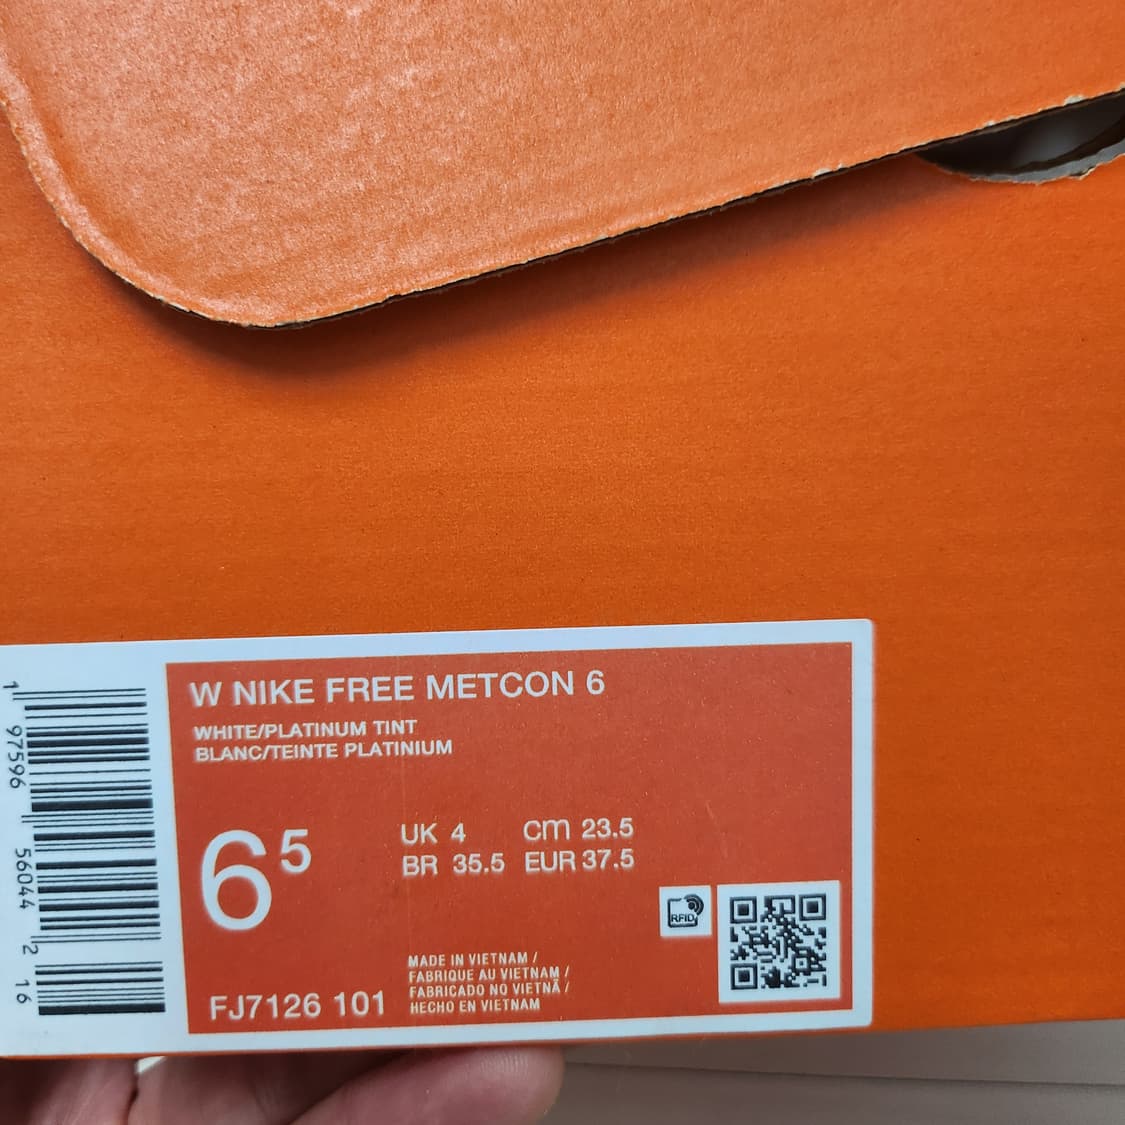 W NIKE FREE METCON 6
WHITE/PLATINUM TINT
BLANC/TEINTE PLATINIUM
6⁵
UK 4 CM 23.5
BR 35.5 EUR 37.5
RFID
MADE IN VIETNAM /
FABRIQUE AU VIETNAM /
FABRICADO NO VIETNÃ /
HECHO EN VIETNAM
FJ7126 101
1 97596 56044 2 16